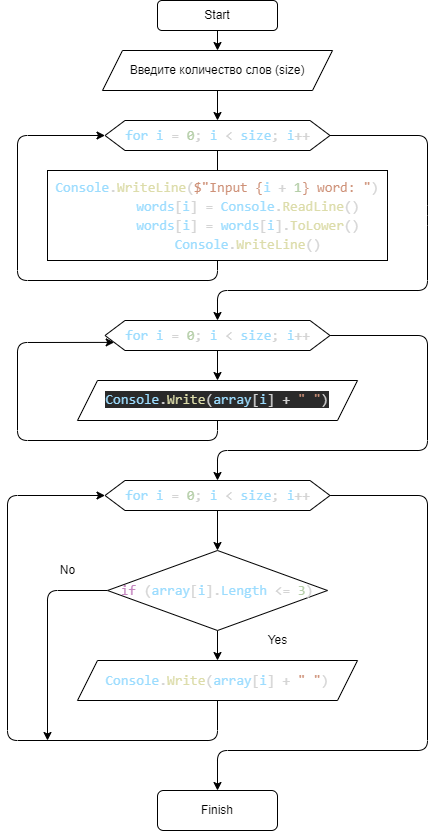 Start
Введите количество слов (size)
for i = 0; i < size; i++
Console.WriteLine($"Input {i + 1} word: ")
words[i] = Console.ReadLine()
words[i] = words[i].ToLower()
Console.WriteLine()
for i = 0; i < size; i++
Console.Write(array[i] + " ")
for i = 0; i < size; i++
No
if (array[i].Length <= 3)
Yes
Console.Write(array[i] + " ")
Finish